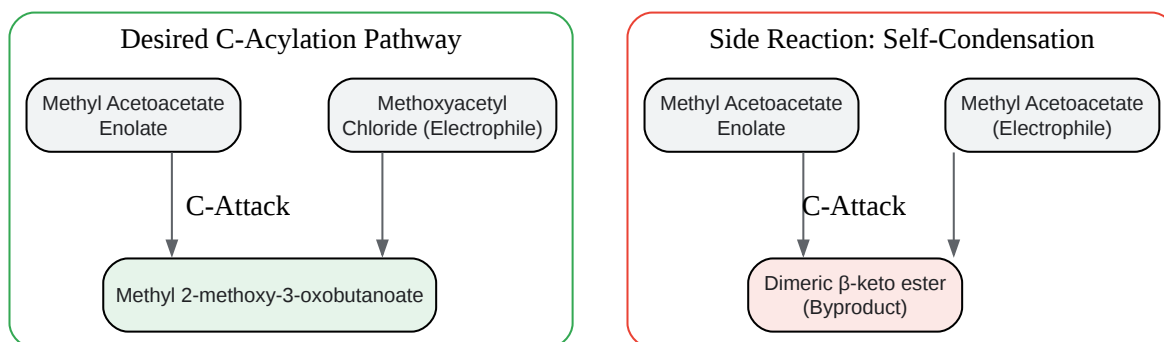 Desired C-Acylation Pathway
Methyl Acetoacetate
Enolate
Methoxyacetyl
Chloride (Electrophile)
C-Attack
Methyl 2-methoxy-3-oxobutanoate
Side Reaction: Self-Condensation
Methyl Acetoacetate
Enolate
Methyl Acetoacetate
(Electrophile)
C-Attack
Dimeric β-keto ester
(Byproduct)